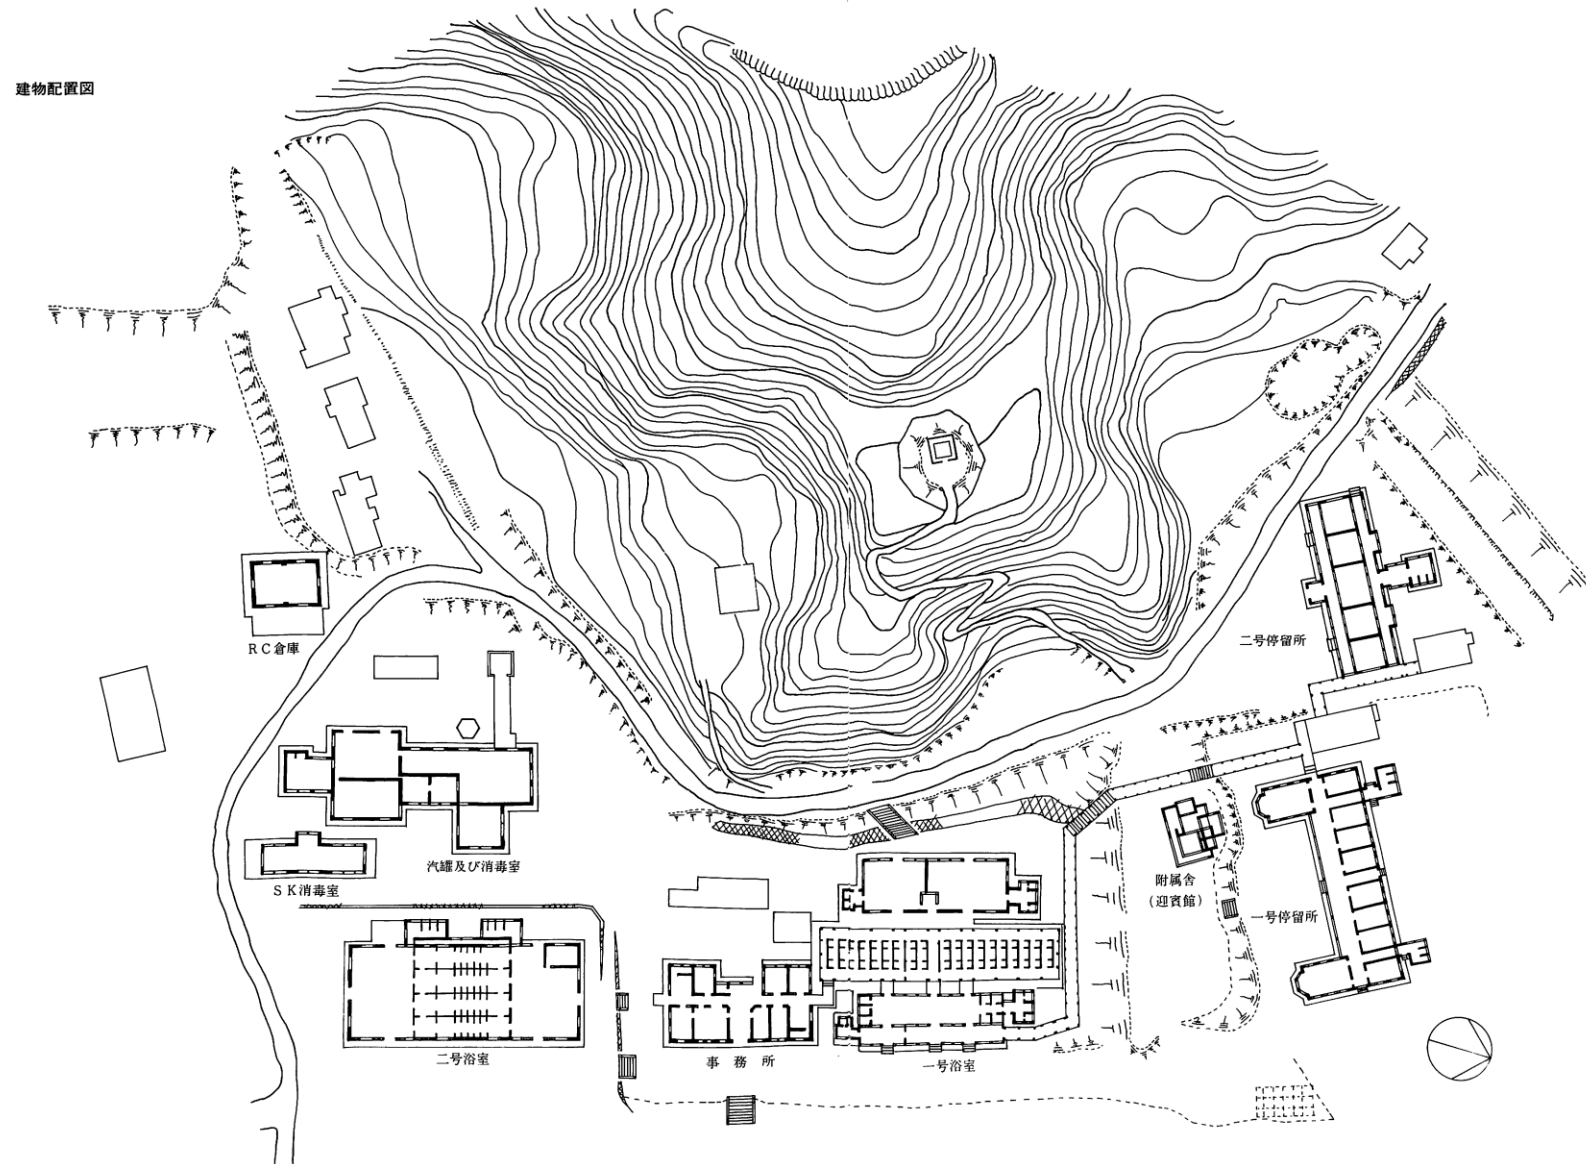 建物配置図
RC倉庫
二号停留所
汽罐及び消毒室
SK消毒室
附属舎
(迎賓館)
一号停留所
二号浴室
事務所
一号浴室